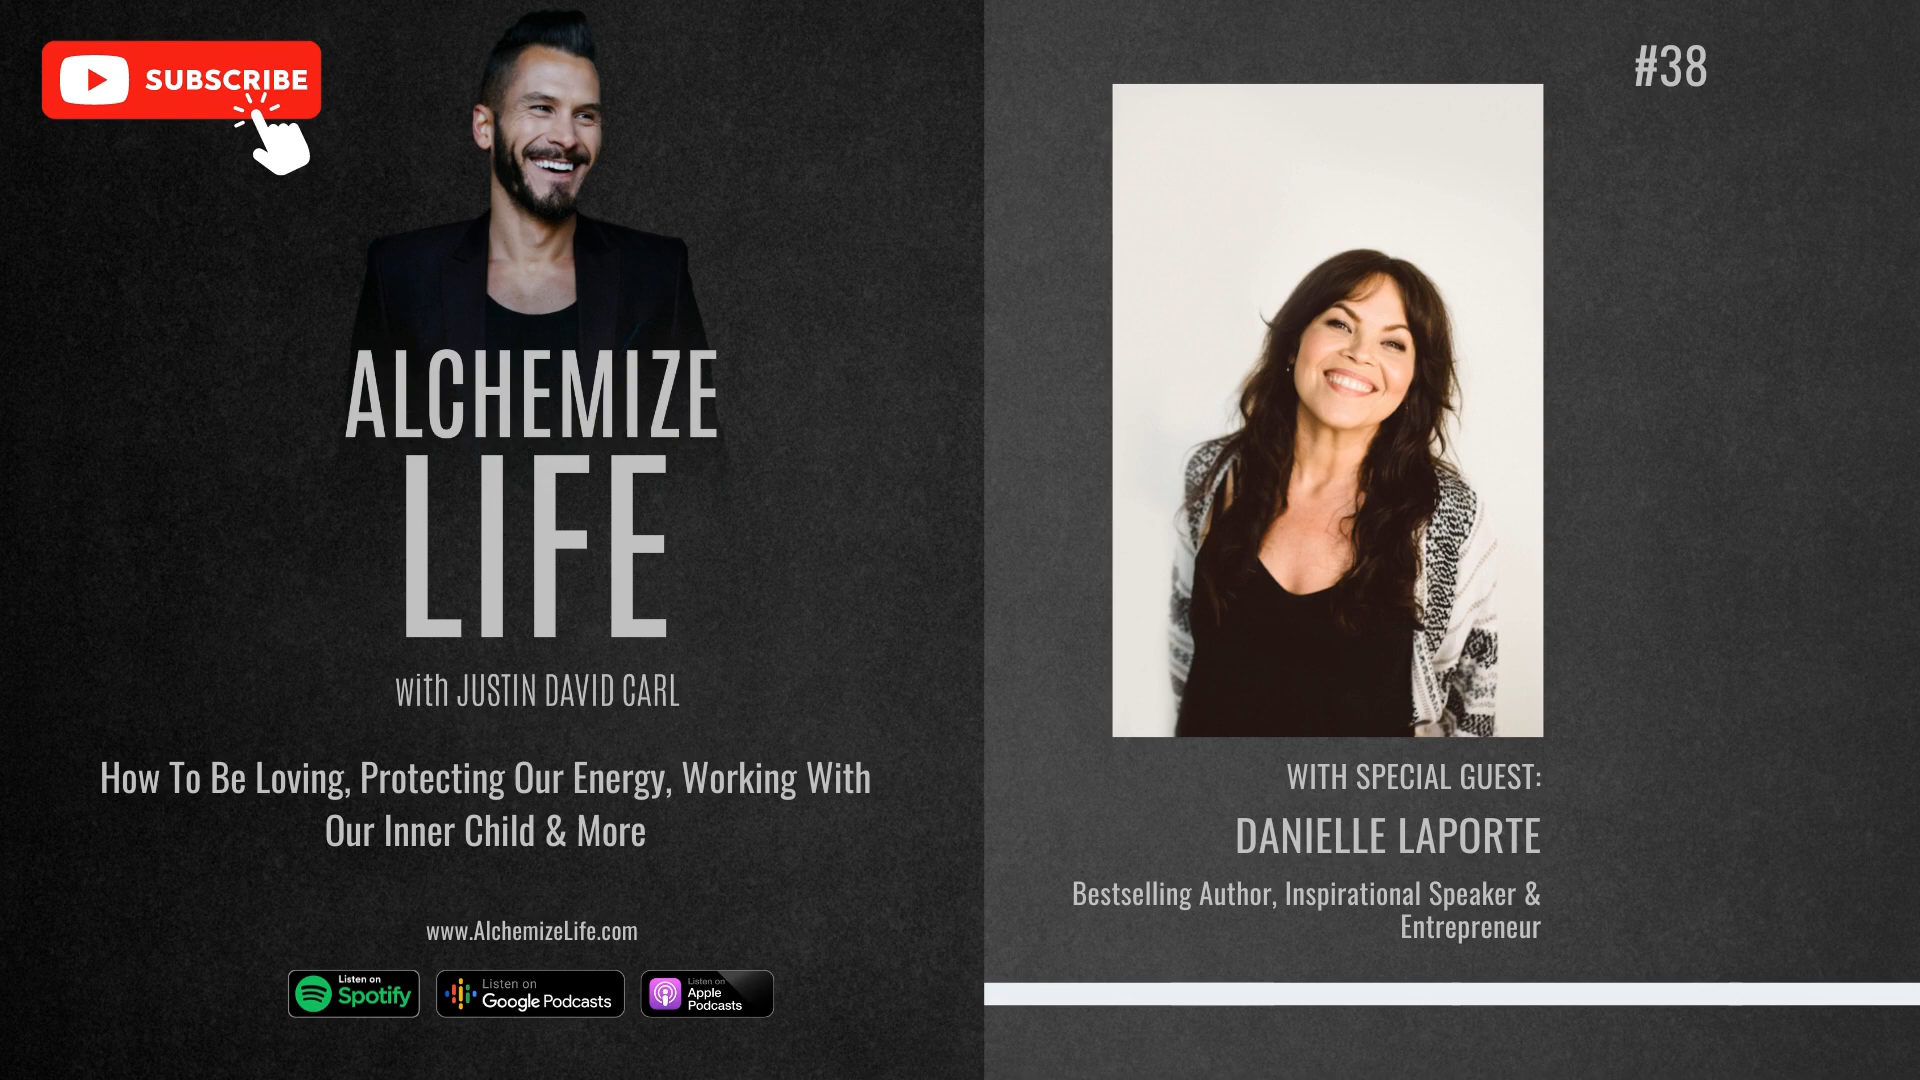 SUBSCRIBE
ALCHEMIZE
LIFE
with JUSTIN DAVID CARL
How To Be Loving, Protecting Our Energy, Working With
Our Inner Child & More
www.AlchemizeLife.com
Listen on
Spotify
Listen on
Google Podcasts
Listen on
Apple
Podcasts
#38
WITH SPECIAL GUEST:
DANIELLE LAPORTE
Bestselling Author, Inspirational Speaker &
Entrepreneur